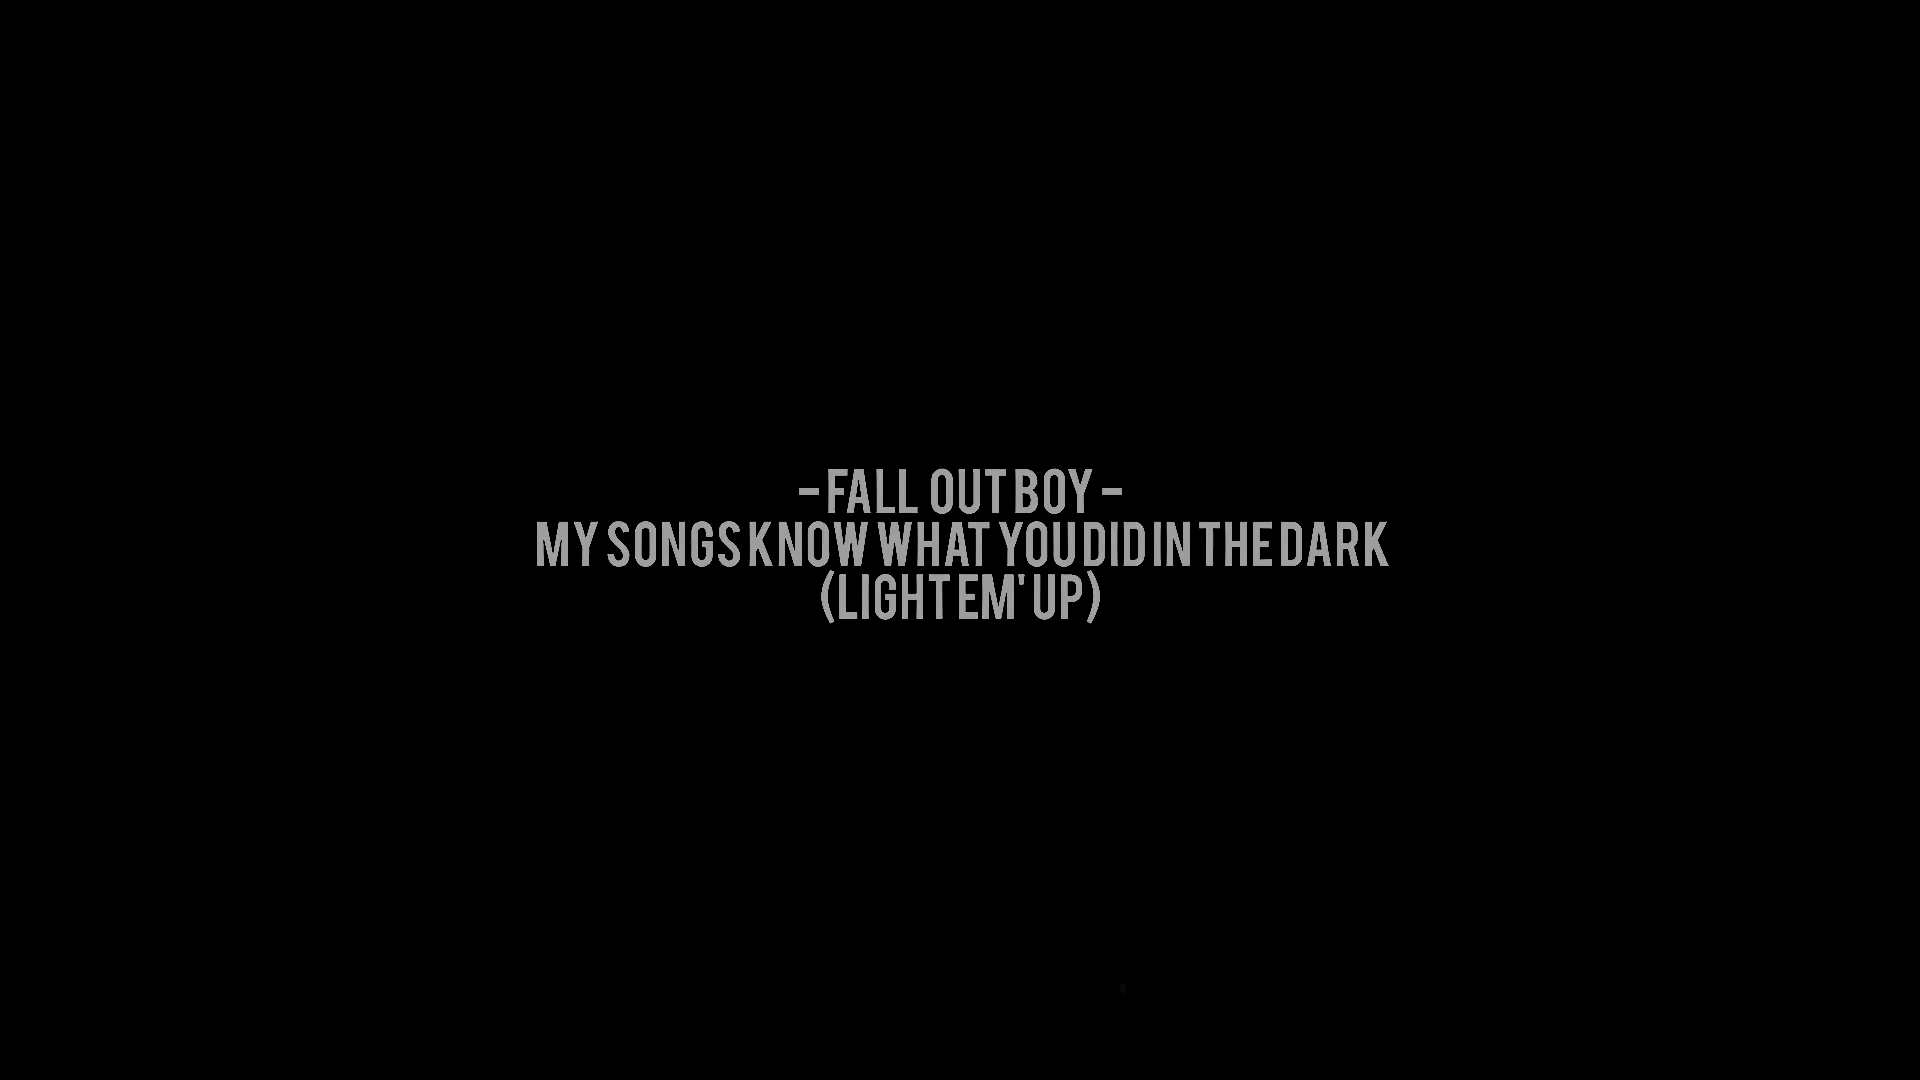 - FALL OUT BOY -
MY SONGS KNOW WHAT YOU DID IN THE DARK
(LIGHT EM' UP)